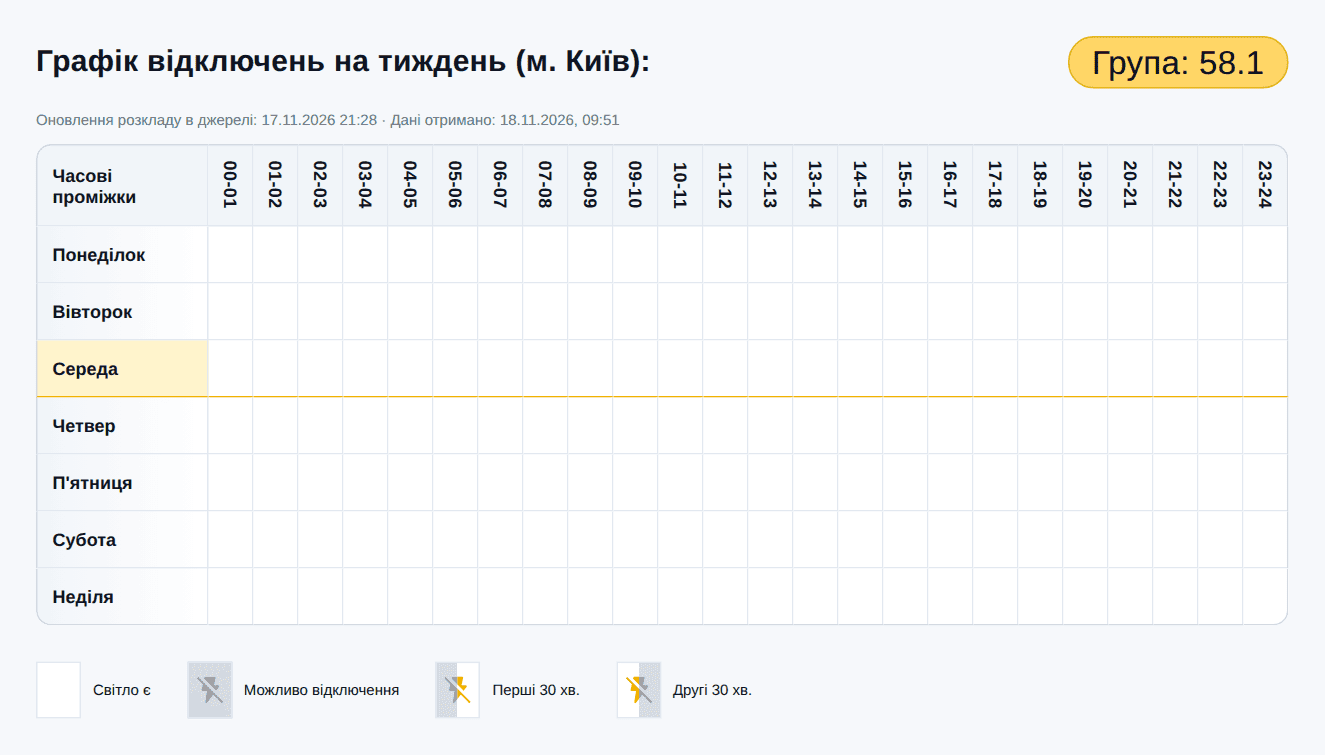 Графік відключень на тиждень (м. Київ):
Група: 58.1
Оновлення розкладу в джерелі: 17.11.2026 21:28 · Дані отримано: 18.11.2026, 09:51
Часові
проміжки
00-01
01-02
02-03
03-04
04-05
05-06
06-07
07-08
08-09
09-10
10-11
11-12
12-13
13-14
14-15
15-16
16-17
17-18
18-19
19-20
20-21
21-22
22-23
23-24
Понеділок
Вівторок
Середа
Четвер
П'ятниця
Субота
Неділя
Світло є
Можливо відключення
Перші 30 хв.
Другі 30 хв.